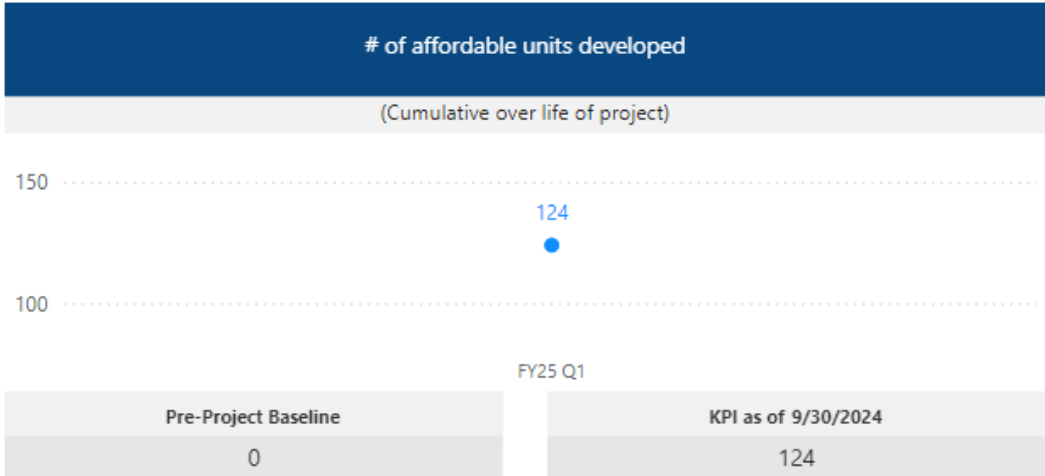 # of affordable units developed
(Cumulative over life of project)
150
124
100
FY25 Q1
Pre-Project Baseline
KPI as of 9/30/2024
0
124